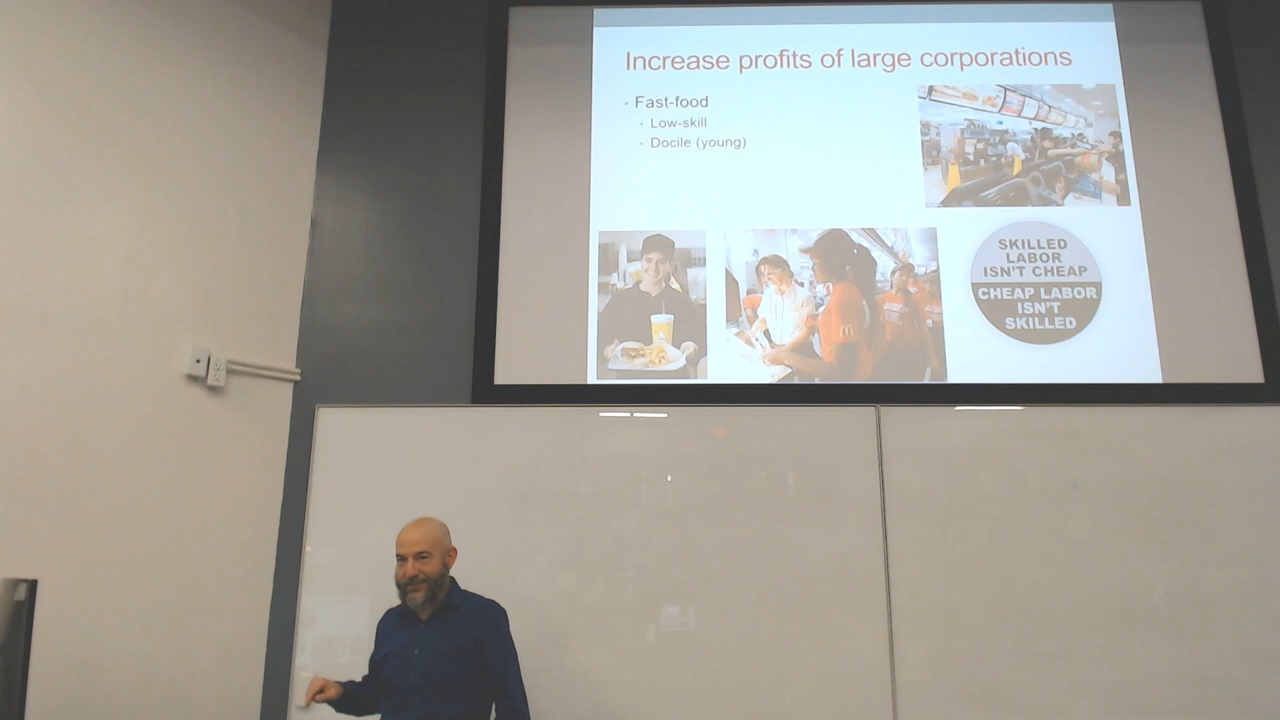 Increase profits of large corporations
Fast-food
Low-skill
Docile (young)
SKILLED
LABOR
ISN'T CHEAP
CHEAP LABOR
ISN'T
SKILLED